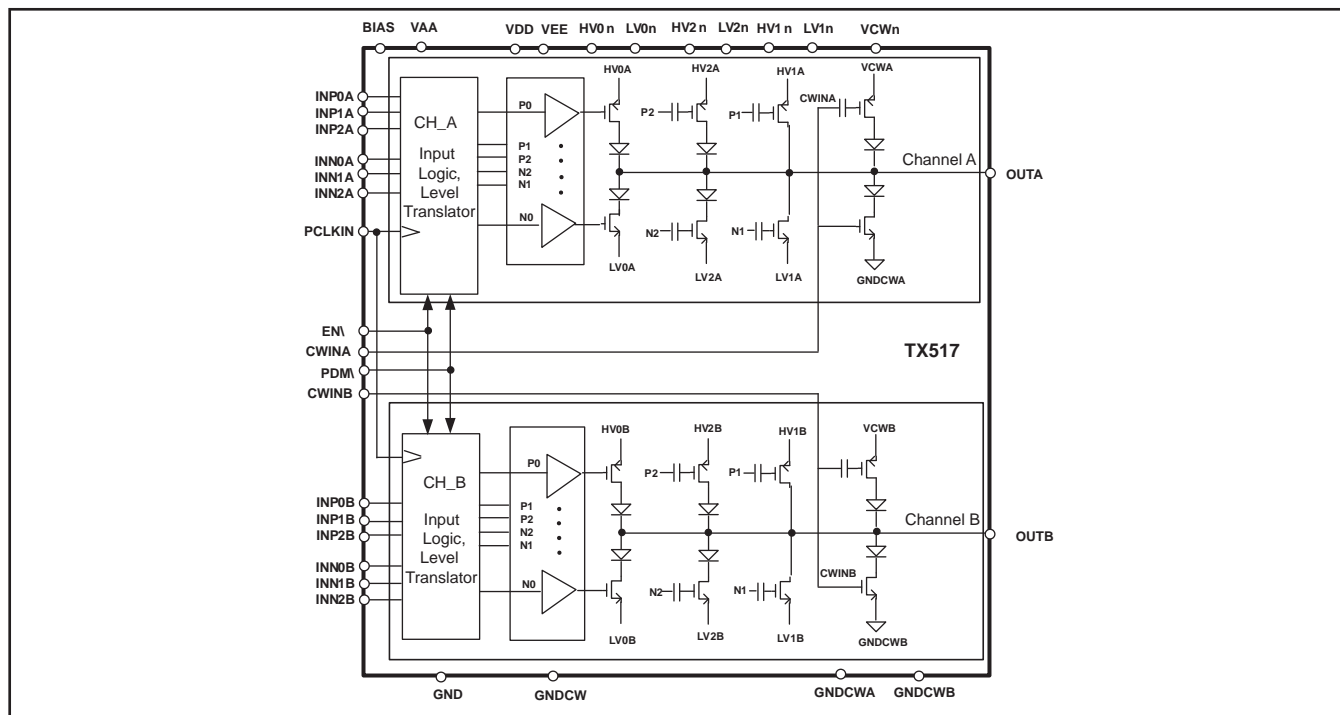 BIAS VAA VDD VEE HV0n LV0n HV2n LV2n HV1n LV1n VCWn
HV0A HV2A HV1A VCWA
INP0A
INP1A
INP2A
INN0A
INN1A
INN2A
PCLKIN
CH_A
Input
Logic,
Level
Translator
P0
P1
P2
N2
N1
N0
P2
P1
CWINA
N2
N1
LV0A
LV2A
LV1A
GNDCWA
Channel A
OUTA
EN\
CWINA
PDM\
CWINB
TX517
HV0B HV2B HV1B VCWB
CH_B
Input
Logic,
Level
Translator
INP0B
INP1B
INP2B
INN0B
INN1B
INN2B
P0
P1
P2
N2
N1
N0
P2
P1
N2
N1
CWINB
LV0B
LV2B
LV1B
GNDCWB
Channel B
OUTB
GND GNDCW GNDCWA GNDCWB